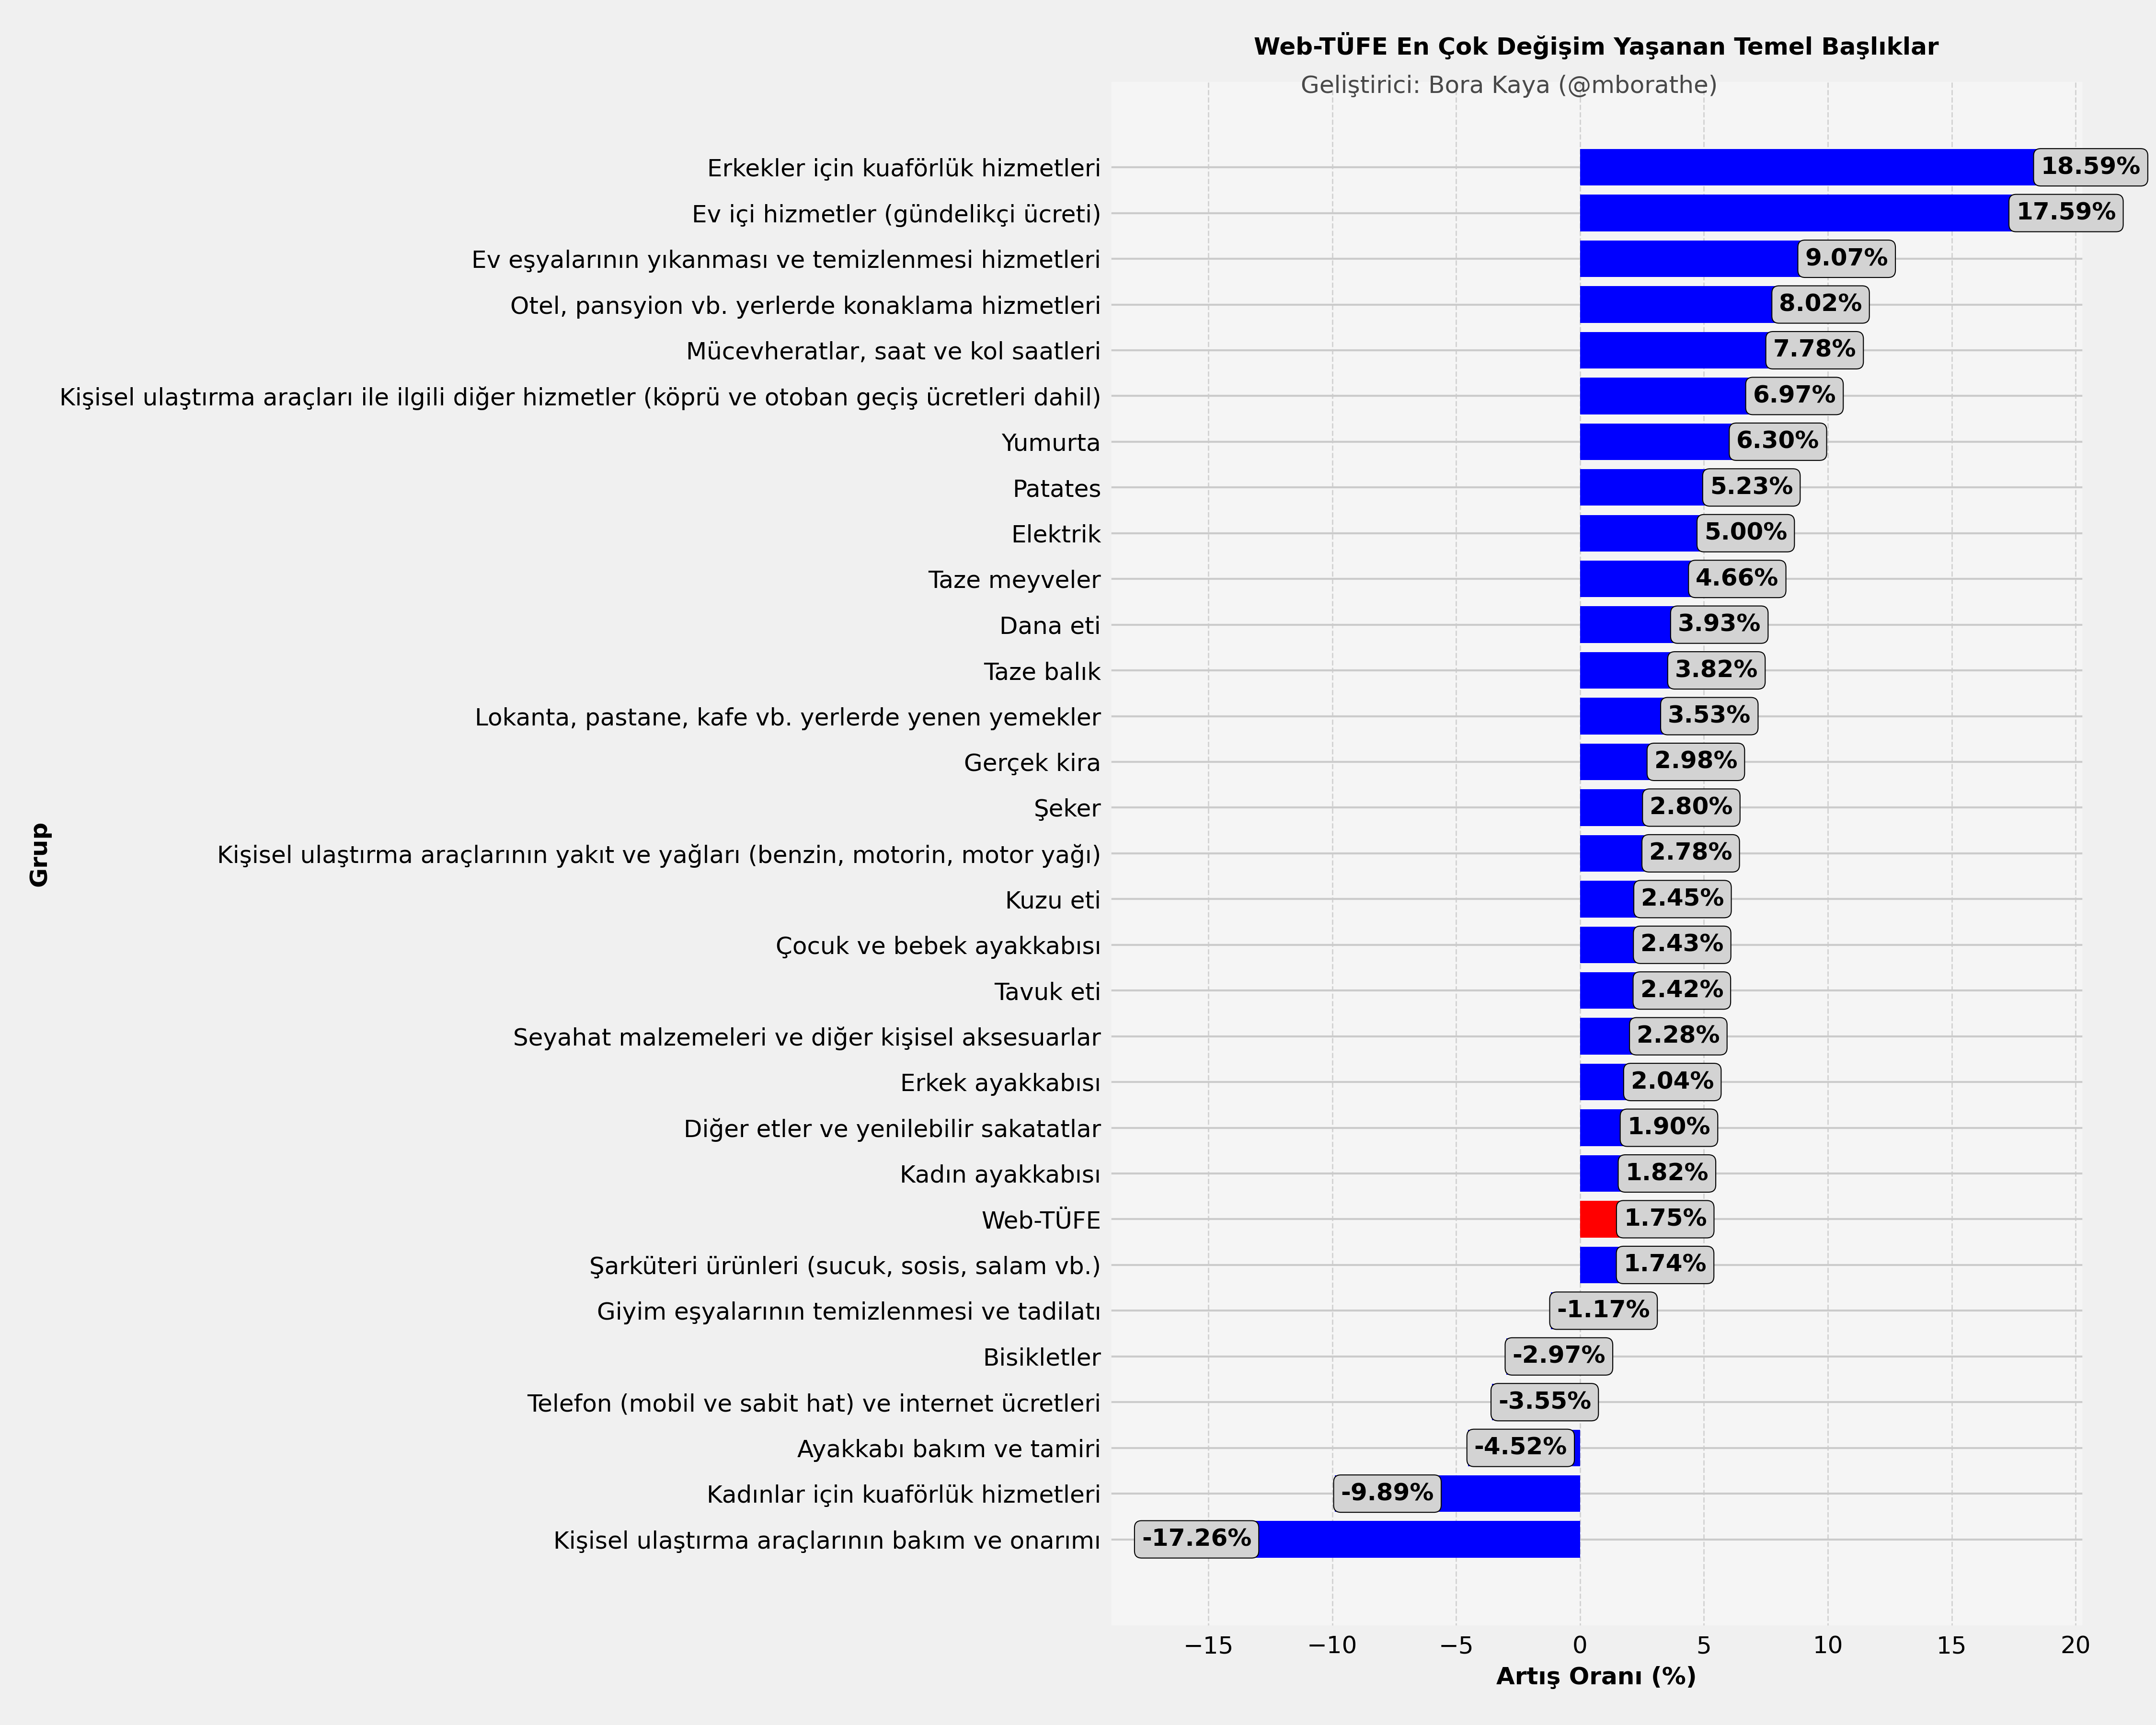 Web-TÜFE En Çok Değişim Yaşanan Temel Başlıklar
Geliştirici: Bora Kaya (@mborathe)
Erkekler için kuaförlük hizmetleri 18.59%
Ev içi hizmetler (gündelikçi ücreti) 17.59%
Ev eşyalarının yıkanması ve temizlenmesi hizmetleri 9.07%
Otel, pansyion vb. yerlerde konaklama hizmetleri 8.02%
Mücevheratlar, saat ve kol saatleri 7.78%
Kişisel ulaştırma araçları ile ilgili diğer hizmetler (köprü ve otoban geçiş ücretleri dahil) 6.97%
Yumurta 6.30%
Patates 5.23%
Elektrik 5.00%
Taze meyveler 4.66%
Dana eti 3.93%
Taze balık 3.82%
Lokanta, pastane, kafe vb. yerlerde yenen yemekler 3.53%
Gerçek kira 2.98%
Şeker 2.80%
Kişisel ulaştırma araçlarının yakıt ve yağları (benzin, motorin, motor yağı) 2.78%
Kuzu eti 2.45%
Çocuk ve bebek ayakkabısı 2.43%
Tavuk eti 2.42%
Seyahat malzemeleri ve diğer kişisel aksesuarlar 2.28%
Erkek ayakkabısı 2.04%
Diğer etler ve yenilebilir sakatatlar 1.90%
Kadın ayakkabısı 1.82%
Web-TÜFE 1.75%
Şarküteri ürünleri (sucuk, sosis, salam vb.) 1.74%
Giyim eşyalarının temizlenmesi ve tadilatı -1.17%
Bisikletler -2.97%
Telefon (mobil ve sabit hat) ve internet ücretleri -3.55%
Ayakkabı bakım ve tamiri -4.52%
Kadınlar için kuaförlük hizmetleri -9.89%
Kişisel ulaştırma araçlarının bakım ve onarımı -17.26%
Grup
−15 −10 −5 0 5 10 15 20
Artış Oranı (%)